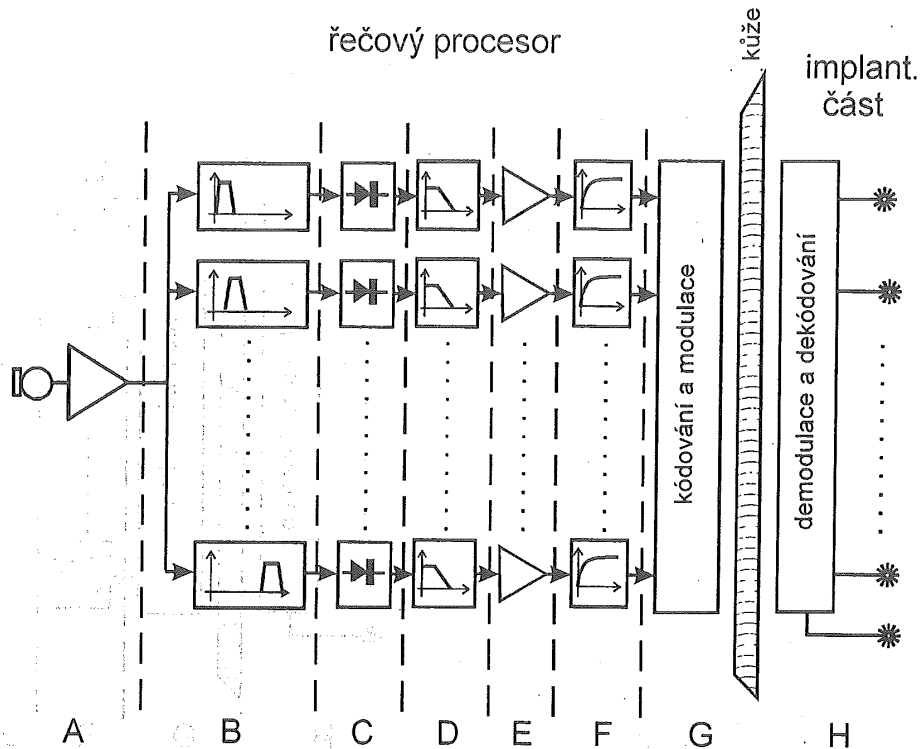 řečový procesor
kůže
implant.
část
kódování a modulace
demodulace a dekódování
A B C D E F G H